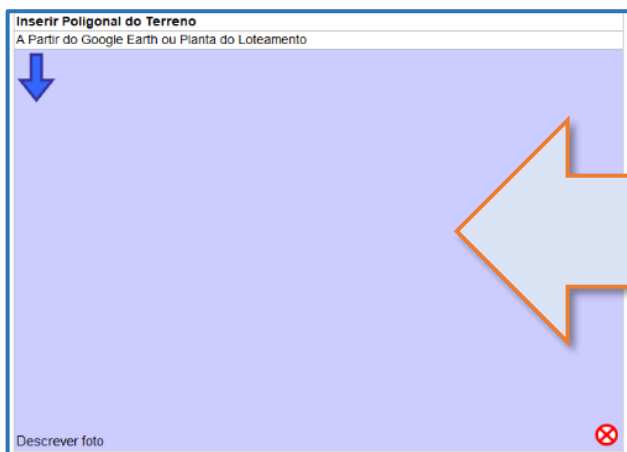 Inserir Poligonal do Terreno
A Partir do Google Earth ou Planta do Loteamento
Descrever foto